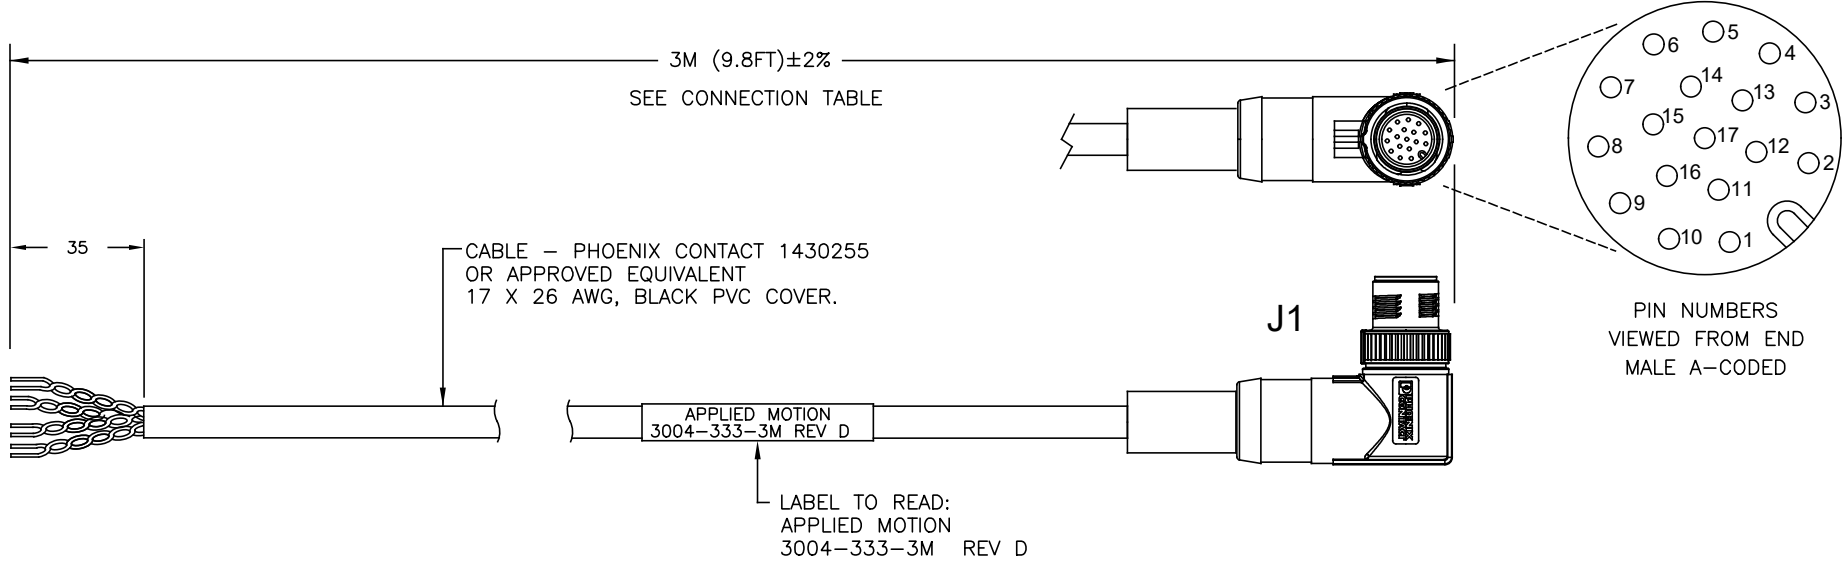 3M (9.8FT)±2%
SEE CONNECTION TABLE
5
6
4
7
14
13
3
15
17
8
12
2
16
11
9
10
1
35
CABLE – PHOENIX CONTACT 1430255
OR APPROVED EQUIVALENT
17 X 26 AWG, BLACK PVC COVER.
J1
PIN NUMBERS
VIEWED FROM END
MALE A–CODED
APPLIED MOTION
3004–333–3M REV D
PHOENIX
CONTACT
LABEL TO READ:
APPLIED MOTION
3004–333–3M REV D